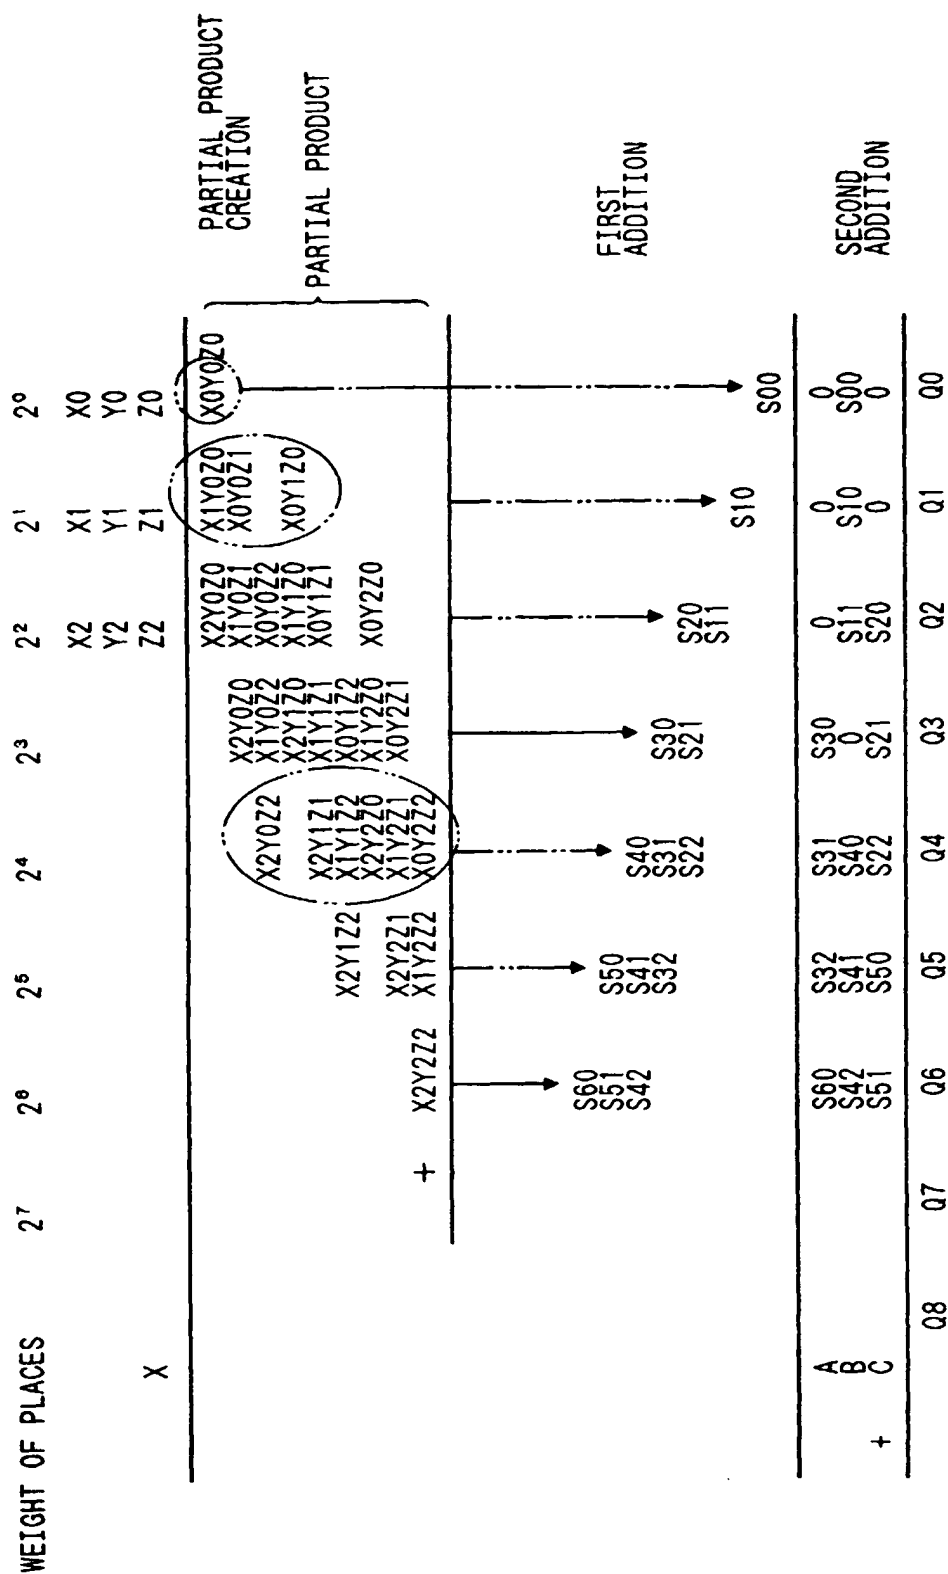 WEIGHT OF PLACES 2⁷ 2⁶ 2⁵ 2⁴ 2³ 2² 2¹ 2⁰
X2 X1 X0
Y2 Y1 Y0
X Z2 Z1 Z0
X2Y0Z0 X1Y0Z0 X0Y0Z0 PARTIAL PRODUCT
X2Y0Z0 X1Y0Z1 X0Y0Z1 CREATION
X2Y0Z2 X1Y0Z2 X0Y0Z2
X2Y1Z0 X1Y1Z0 X0Y1Z0
X2Y1Z1 X1Y1Z1 X0Y1Z1 PARTIAL PRODUCT
X2Y1Z2 X1Y1Z2 X0Y1Z2
X2Y2Z0 X1Y2Z0 X0Y2Z0
X2Y2Z1 X1Y2Z1 X0Y2Z1
+ X2Y2Z2 X1Y2Z2 X0Y2Z2
S60
S51 S50 FIRST
S42 S41 S40 ADDITION
S32 S31 S30
S22 S21 S20
S11
S10
S00
A S60 S32 S31 S30 0 0 0
B S42 S41 S40 0 S11 S10 S00 SECOND
+ C S51 S50 S22 S21 S20 0 0 ADDITION
Q8 Q7 Q6 Q5 Q4 Q3 Q2 Q1 Q0